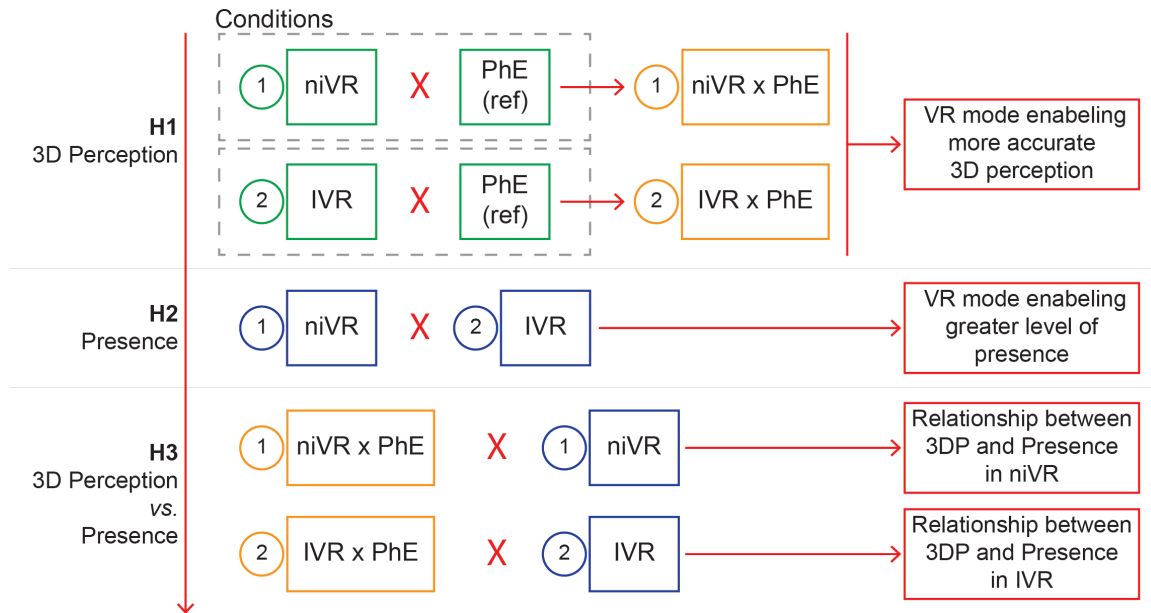 Conditions
H1
3D Perception
1
niVR
X
PhE
(ref)
1
niVR x PhE
2
IVR
X
PhE
(ref)
2
IVR x PhE
VR mode enabeling
more accurate
3D perception
H2
Presence
1
niVR
X
2
IVR
VR mode enabeling
greater level of
presence
H3
3D Perception
vs.
Presence
1
niVR x PhE
X
1
niVR
Relationship between
3DP and Presence
in niVR
2
IVR x PhE
X
2
IVR
Relationship between
3DP and Presence
in IVR